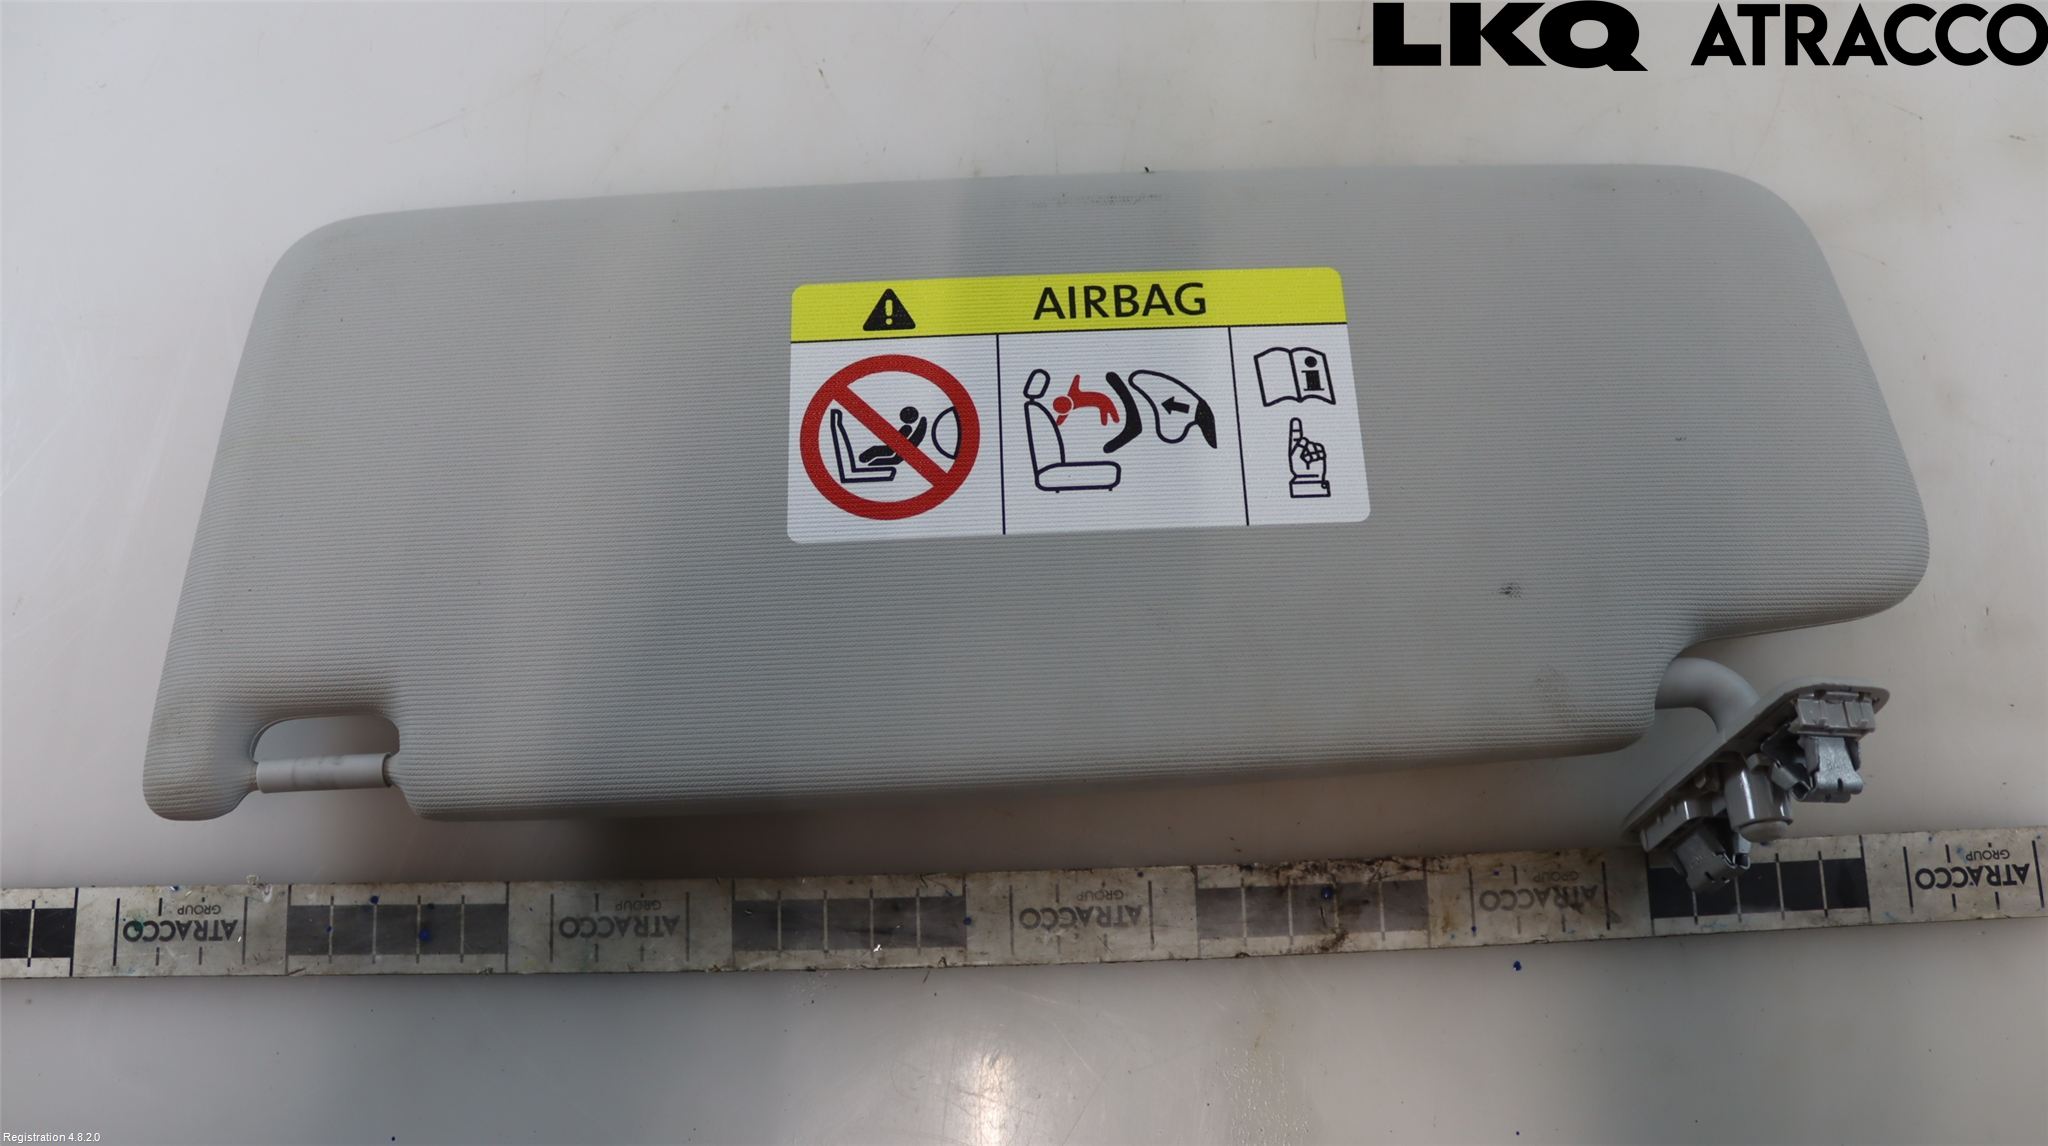 LKQ ATRACCO
AIRBAG
ATRACCO
GROUP
ATRACCO
GROUP
ATRACCO
GROUP
ATRACCO
GROUP
ATRACCO
GROUP
Registration 4.8.2.0